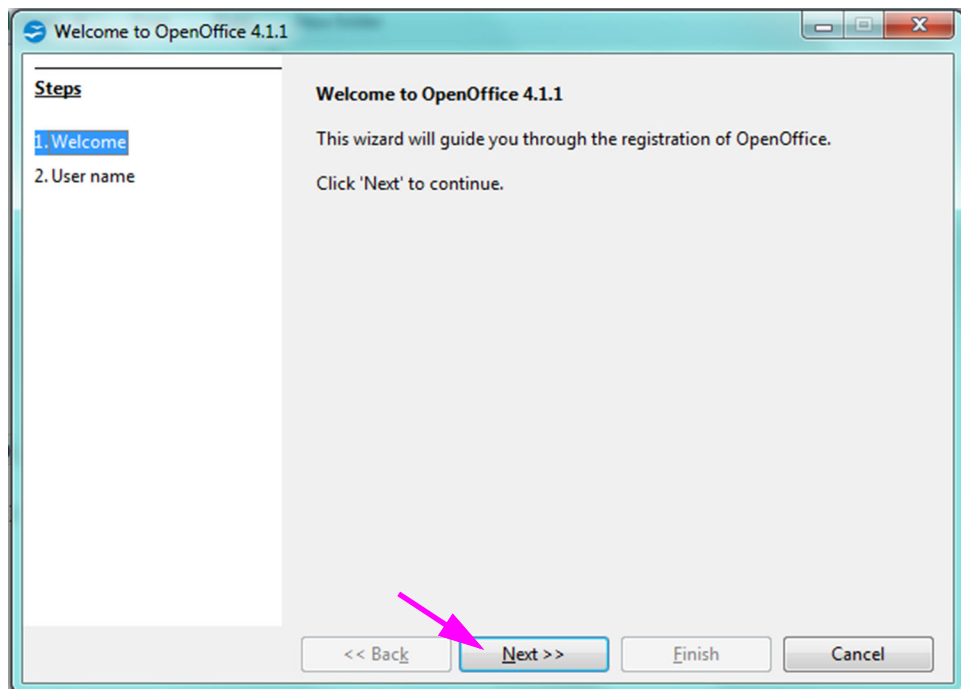 Welcome to OpenOffice 4.1.1
Steps
1. Welcome
2. User name
Welcome to OpenOffice 4.1.1
This wizard will guide you through the registration of OpenOffice.
Click 'Next' to continue.
<< Back Next >> Finish Cancel